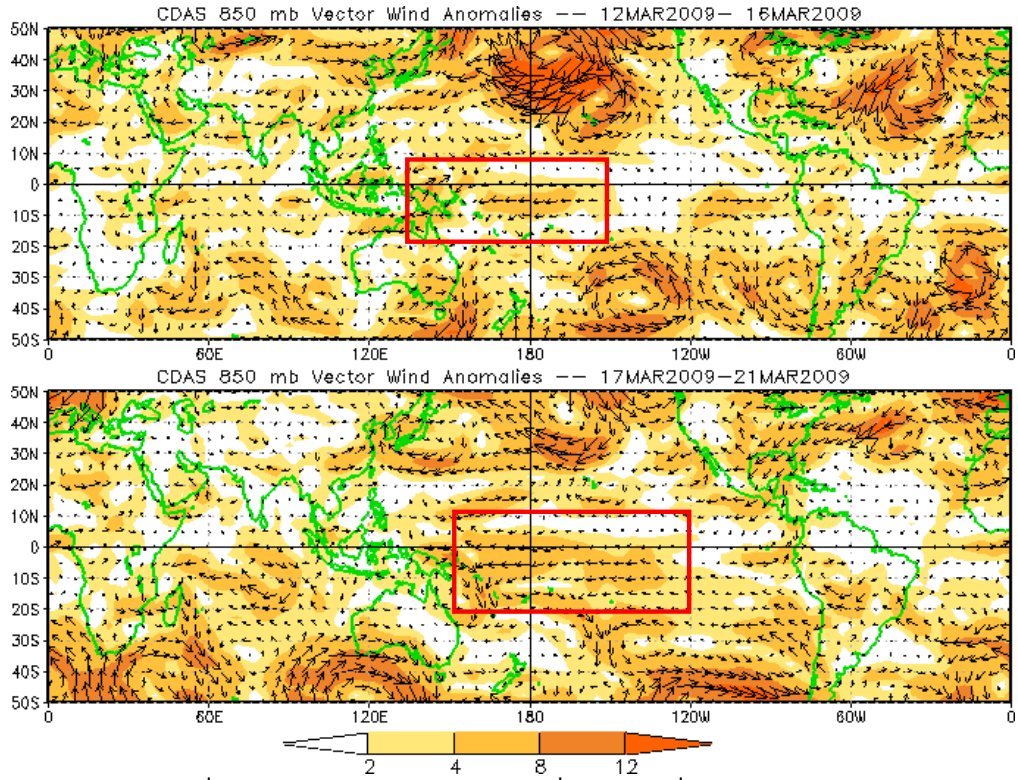 CDAS 850 mb Vector Wind Anomalies -- 12MAR2009- 16MAR2009
50N
40N
30N
20N
10N
0
10S
20S
30S
40S
50S
0 60E 120E 180 120W 60W 0
CDAS 850 mb Vector Wind Anomalies -- 17MAR2009-21MAR2009
50N
40N
30N
20N
10N
0
10S
20S
30S
40S
50S
0 60E 120E 180 120W 60W 0
2 4 8 12